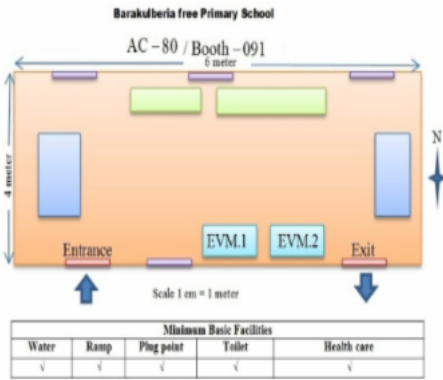 Barakulberia free Primary School
AC – 80 / Booth – 091
6 meter
4 meter
N
EVM.1 EVM.2
Entrance Exit
Scale 1 cm = 1 meter
Minimum Basic Facilities
Water Ramp Plug point Toilet Health care
√ √ √ √ √